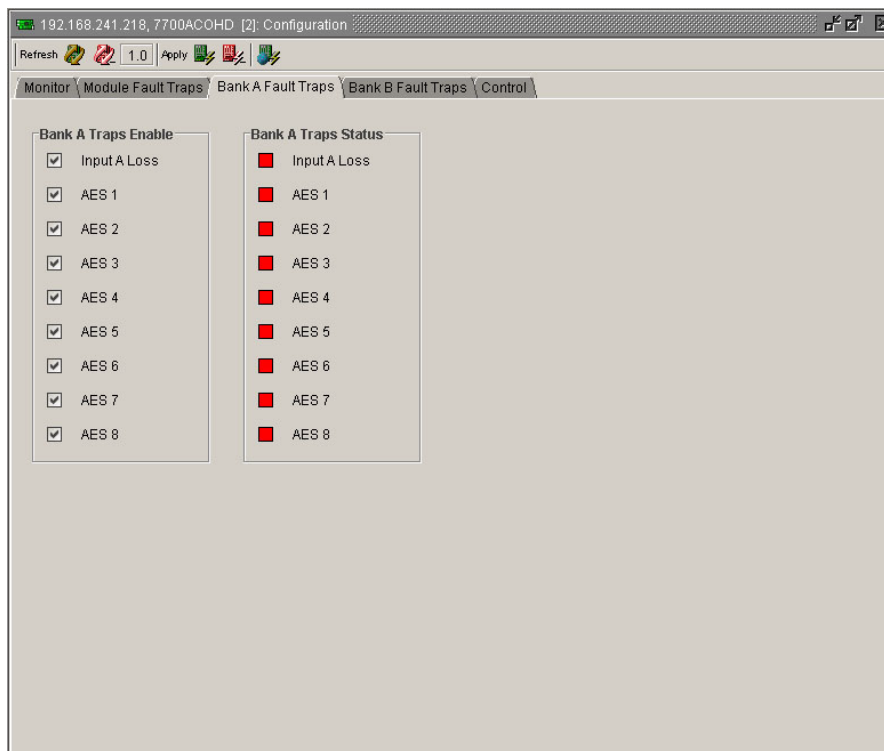 192.168.241.218, 7700ACOHD [2]: Configuration
Refresh 1.0 Apply
Monitor Module Fault Traps Bank A Fault Traps Bank B Fault Traps Control
Bank A Traps Enable Bank A Traps Status
Input A Loss Input A Loss
AES 1 AES 1
AES 2 AES 2
AES 3 AES 3
AES 4 AES 4
AES 5 AES 5
AES 6 AES 6
AES 7 AES 7
AES 8 AES 8